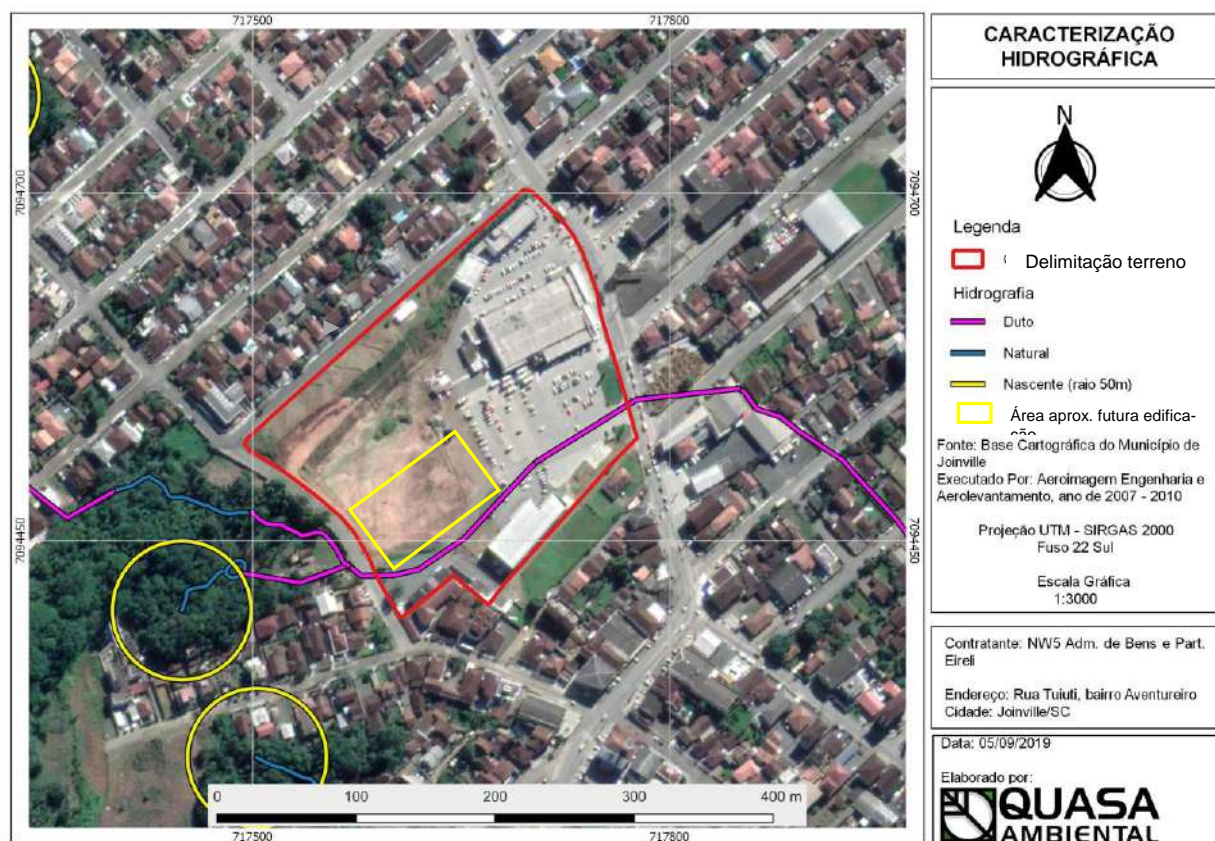 717500
717800
7094700
7094700
7094450
7094450
0
100
200
300
400 m
717500
717800
CARACTERIZAÇÃO
HIDROGRÁFICA
N
Legenda
Delimitação terreno
Hidrografia
Duto
Natural
Nascente (raio 50m)
Área aprox. futura edifica-
Fonte: Base Cartográfica do Município de
Joinville
Executado Por: Aeroimagem Engenharia e
Aerolevantamento, ano de 2007 - 2010
Projeção UTM - SIRGAS 2000
Fuso 22 Sul
Escala Gráfica
1:3000
Contratante: NW5 Adm. de Bens e Part.
Eireli
Endereço: Rua Tuiuti, bairro Aventureiro
Cidade: Joinville/SC
Data: 05/09/2019
Elaborado por:
QUASA
AMBIENTAL